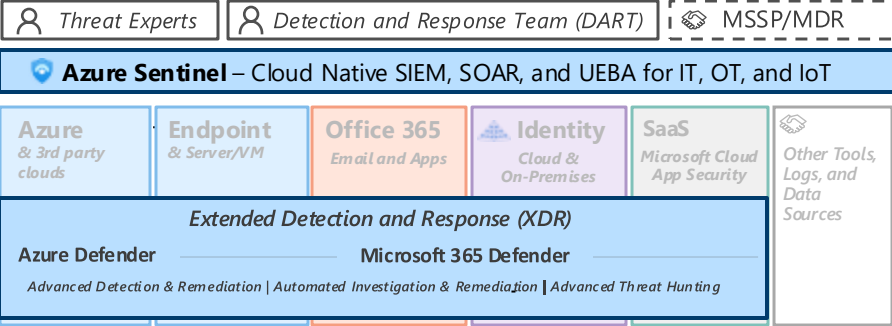 Threat Experts
Detection and Response Team (DART)
MSSP/MDR
Azure Sentinel – Cloud Native SIEM, SOAR, and UEBA for IT, OT, and IoT
Azure
& 3rd party
clouds
Endpoint
& Server/VM
Office 365
Email and Apps
Identity
Cloud &
On-Premises
SaaS
Microsoft Cloud
App Security
Other Tools,
Logs, and
Data
Sources
Extended Detection and Response (XDR)
Azure Defender
Microsoft 365 Defender
Advanced Detection & Remediation | Automated Investigation & Remediation | Advanced Threat Hunting